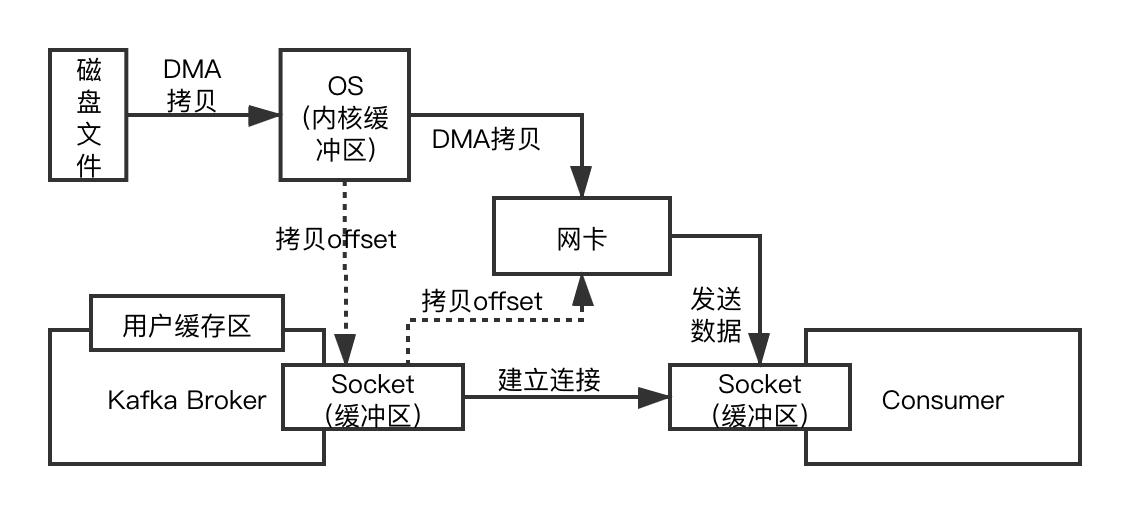 磁
盘
文
件
DMA
拷贝
OS
(内核缓
冲区)
DMA拷贝
网卡
拷贝offset
拷贝offset
发送
数据
用户缓存区
Kafka Broker
Socket
(缓冲区)
建立连接
Socket
(缓冲区)
Consumer